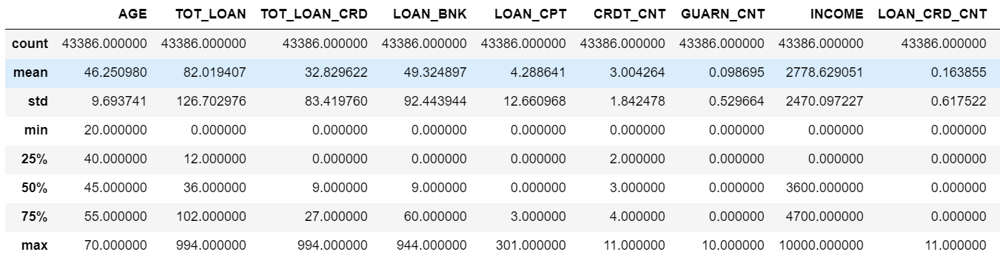 AGE TOT_LOAN TOT_LOAN_CRD LOAN_BNK LOAN_CPT CRDT_CNT GUARN_CNT INCOME LOAN_CRD_CNT
count 43386.000000 43386.000000 43386.000000 43386.000000 43386.000000 43386.000000 43386.000000 43386.000000 43386.000000
mean 46.250980 82.019407 32.829622 49.324897 4.288641 3.004264 0.098695 2778.629051 0.163855
std 9.693741 126.702976 83.419760 92.443944 12.660968 1.842478 0.529664 2470.097227 0.617522
min 20.000000 0.000000 0.000000 0.000000 0.000000 0.000000 0.000000 0.000000 0.000000
25% 40.000000 12.000000 0.000000 0.000000 0.000000 2.000000 0.000000 0.000000 0.000000
50% 45.000000 36.000000 9.000000 9.000000 0.000000 3.000000 0.000000 3600.000000 0.000000
75% 55.000000 102.000000 27.000000 60.000000 3.000000 4.000000 0.000000 4700.000000 0.000000
max 70.000000 994.000000 994.000000 944.000000 301.000000 11.000000 10.000000 10000.000000 11.000000